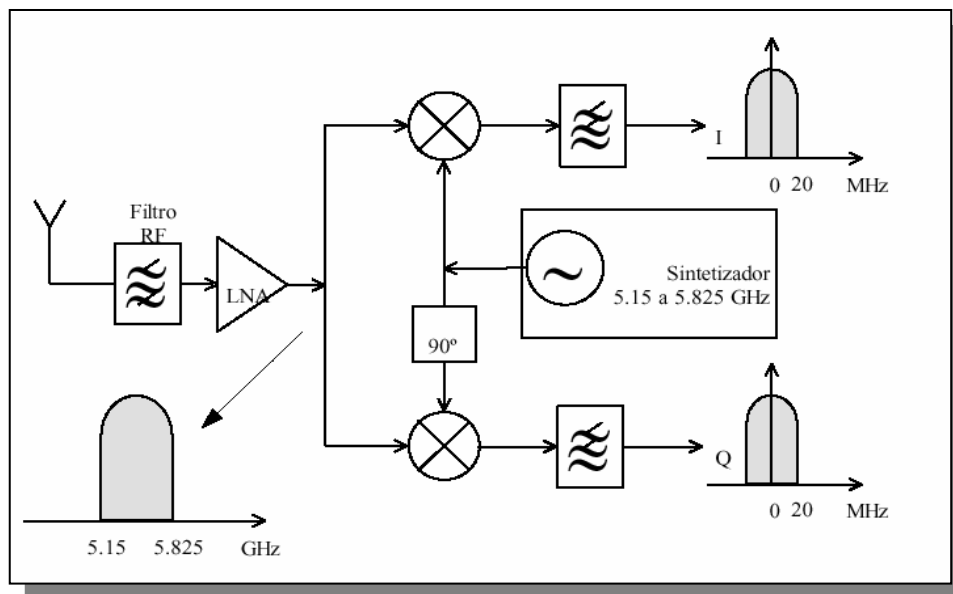 I
0 20 MHz
Filtro
RF
LNA
Sintetizador
5.15 a 5.825 GHz
90º
Q
0 20 MHz
5.15 5.825 GHz